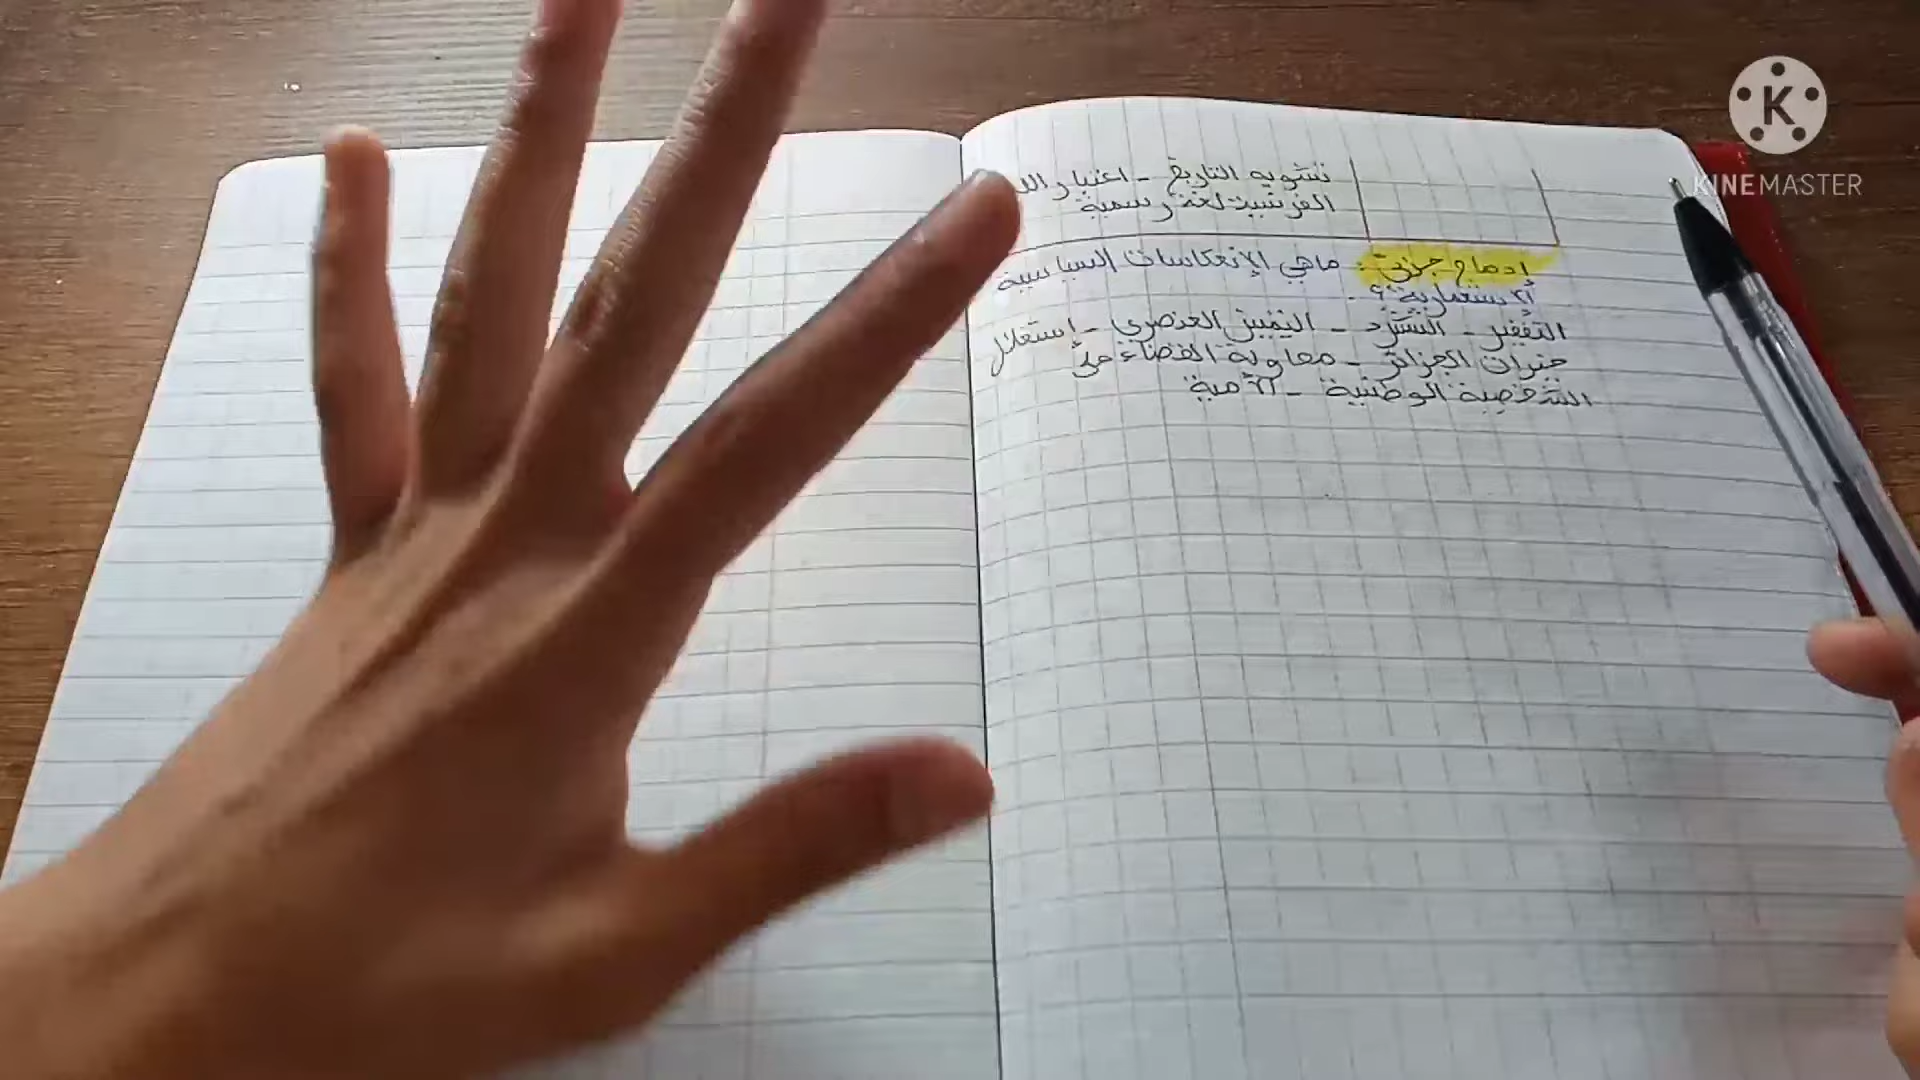 تشويه التاريخ - اعتبار الل
الفرنسية لغة رسمية
إدماج جزئي : ماهي الإنعكاسات السياسية
الاستعمارية ؟
التفقير - التشرد - التمييز العنصري - إستغلال
خيرات الجزائر - محاولة القضاء على
الشخصية الوطنية - الأمية
K
KINEMASTER